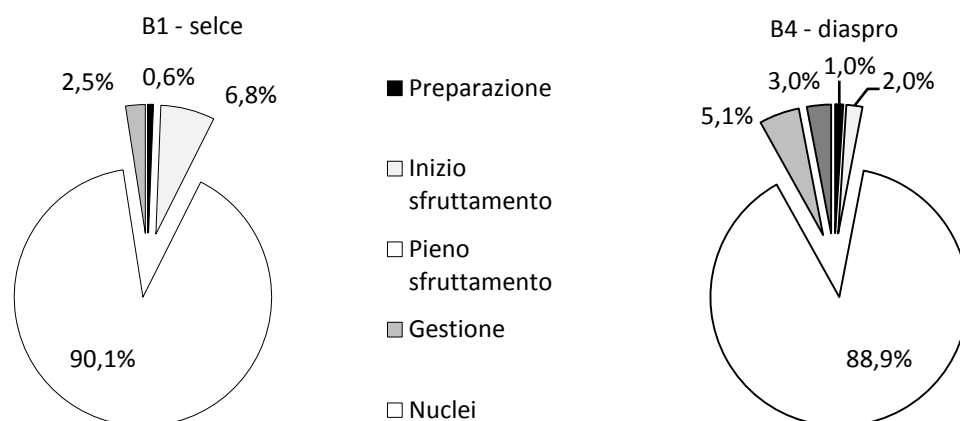 B1 - selce
2,5%
0,6%
6,8%
90,1%
Preparazione
Inizio
sfruttamento
Pieno
sfruttamento
Gestione
Nuclei
B4 - diaspro
1,0%
3,0%
2,0%
5,1%
88,9%